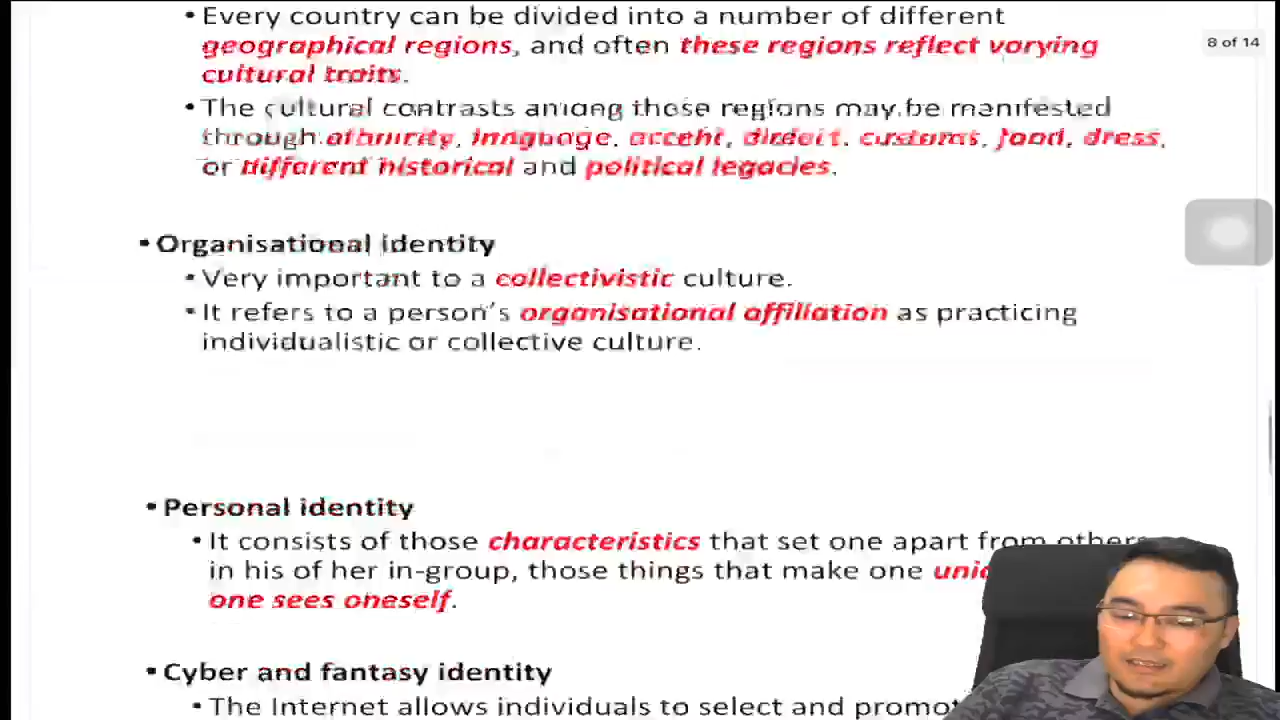 • Every country can be divided into a number of different
8 of 14
geographical regions, and often these regions reflect varying
cultural traits.
• The cultural contrasts among those regions may be manifested
through ethnicity, language, accent, dialect, customs, food, dress,
or different historical and political legacies.
▪ Organisational identity
▪ Very important to a collectivistic culture.
▪ It refers to a person's organisational affiliation as practicing
individualistic or collective culture.
▪ Personal identity
• It consists of those characteristics that set one apart from others
in his of her in-group, those things that make one
one sees oneself.
▪ Cyber and fantasy identity
• The Internet allows individuals to select and